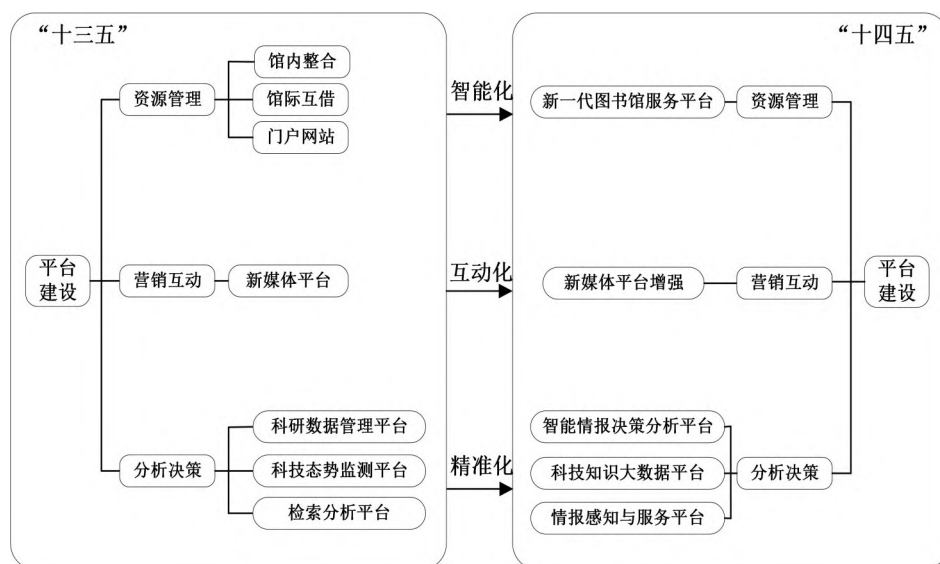 “十三五”
“十四五”
馆内整合
资源管理
馆际互借
门户网站
智能化
新一代图书馆服务平台
资源管理
平台
建设
营销互动
新媒体平台
互动化
新媒体平台增强
营销互动
平台
建设
科研数据管理平台
分析决策
科技态势监测平台
检索分析平台
精准化
智能情报决策分析平台
科技知识大数据平台
分析决策
情报感知与服务平台